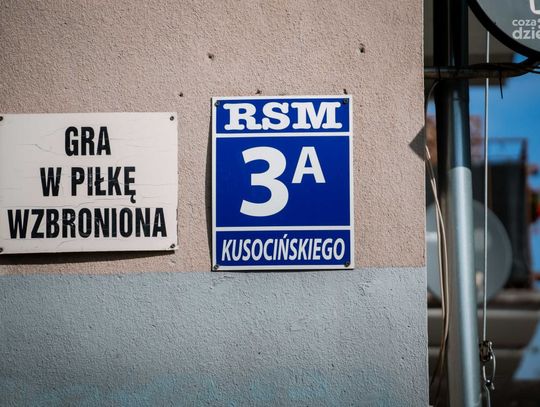 GRA
W PIŁKĘ
WZBRONIONA
RSM
3A
KUSOCIŃSKIEGO